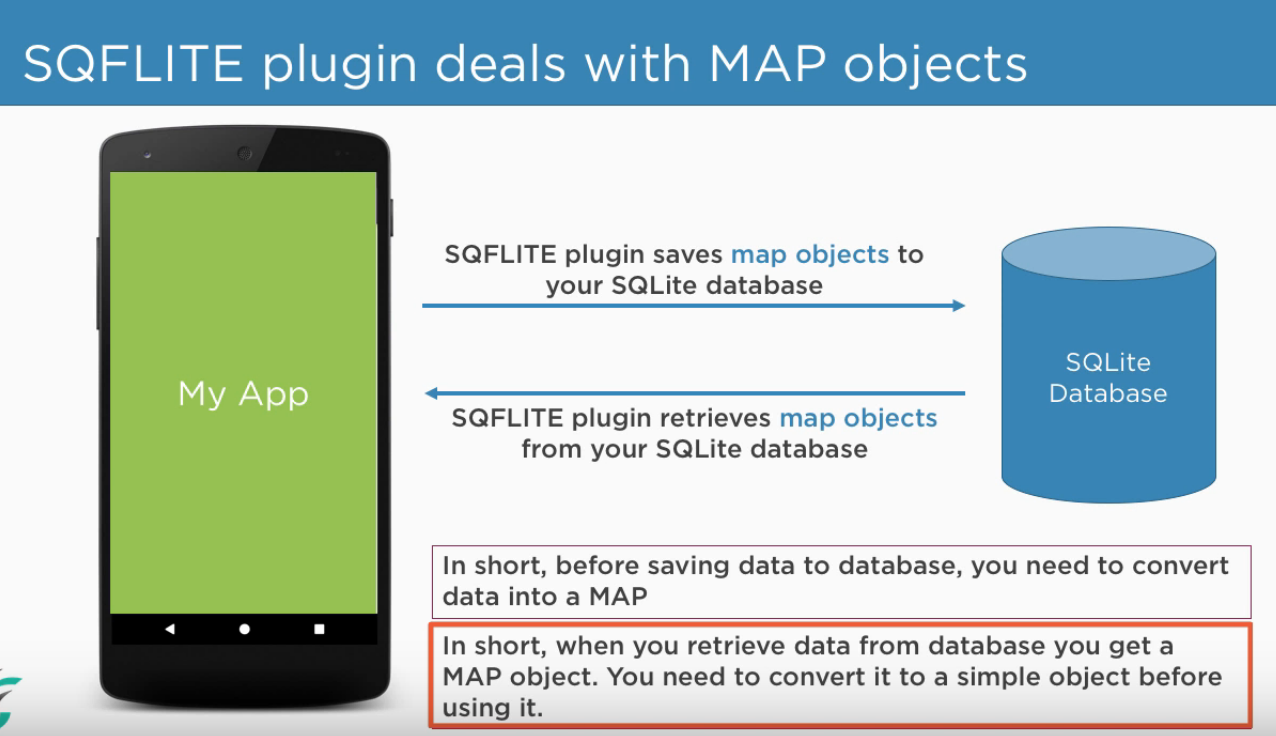 SQFLITE plugin deals with MAP objects
SQFLITE plugin saves map objects to
your SQLite database
My App
SQFLITE plugin retrieves map objects
from your SQLite database
SQLite
Database
In short, before saving data to database, you need to convert
data into a MAP
In short, when you retrieve data from database you get a
MAP object. You need to convert it to a simple object before
using it.